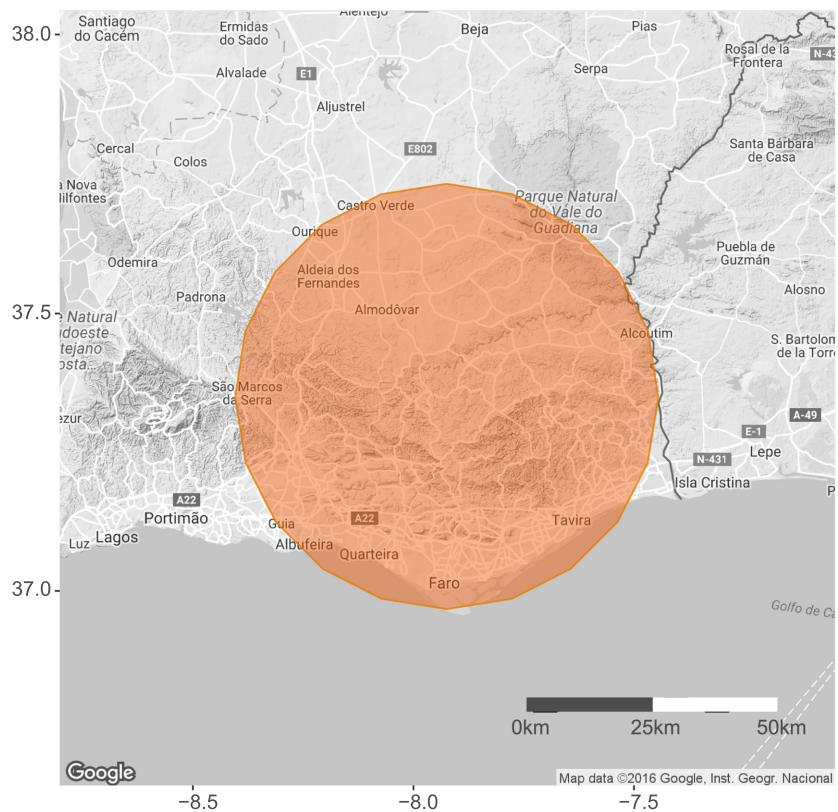 38.0
37.5
37.0
−8.5
−8.0
−7.5
Santiago
do Cacém
Ermidas
do Sado
Alentejo
Beja
Pias
Rosal de la
Frontera
Alvalade
E1
Serpa
Aljustrel
Santa Bárbara
de Casa
Cercal
Colos
E802
a Nova
Milfontes
Castro Verde
Parque Natural
do Vale do
Guadiana
Ourique
Puebla de
Guzmán
Odemira
Aldeia dos
Fernandes
Padrona
Alosno
Almodôvar
Natural
Alcoutim
S. Bartolom
de la Torre
São Marcos
da Serra
A-49
E-1
N-431
Lepe
Isla Cristina
A22
Portimão
A22
Tavira
Guia
Luz
Lagos
Albufeira
Quarteira
Faro
Golfo de Ca
0km
25km
50km
Google
Map data ©2016 Google, Inst. Geogr. Nacional